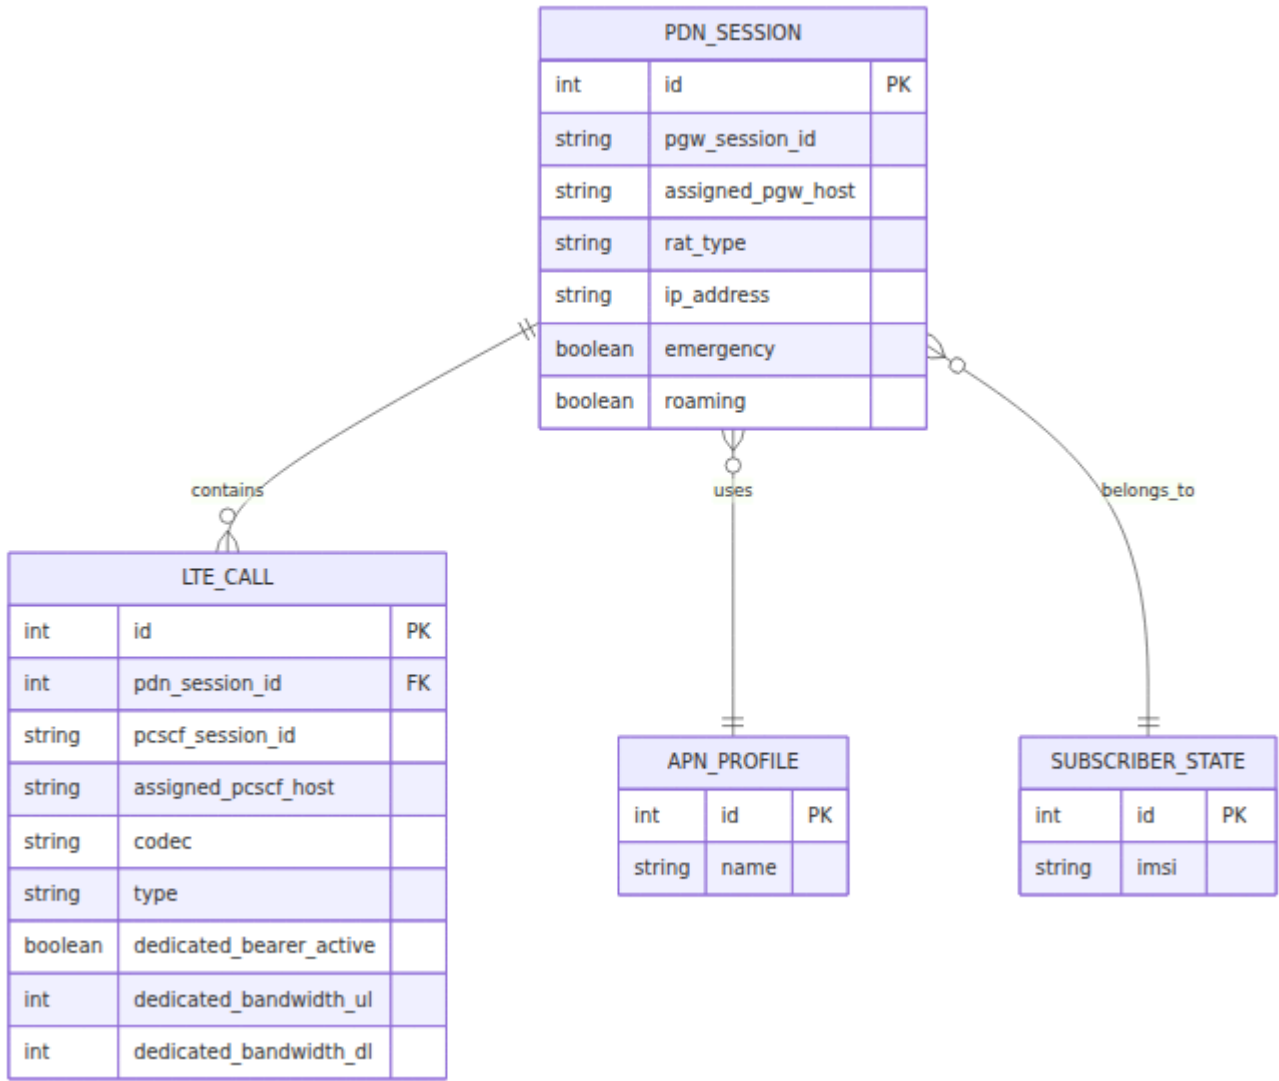 PDN_SESSION
int id PK
string pgw_session_id
string assigned_pgw_host
string rat_type
string ip_address
boolean emergency
boolean roaming
contains
uses
belongs_to
LTE_CALL
int id PK
int pdn_session_id FK
string pcscf_session_id
string assigned_pcscf_host
string codec
string type
boolean dedicated_bearer_active
int dedicated_bandwidth_ul
int dedicated_bandwidth_dl
APN_PROFILE
int id PK
string name
SUBSCRIBER_STATE
int id PK
string imsi